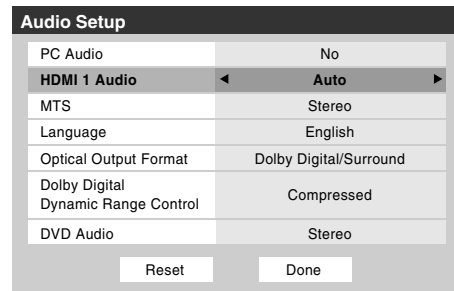 Audio Setup
PC Audio No
HDMI 1 Audio Auto
MTS Stereo
Language English
Optical Output Format Dolby Digital/Surround
Dolby Digital
Dynamic Range Control Compressed
DVD Audio Stereo
Reset Done